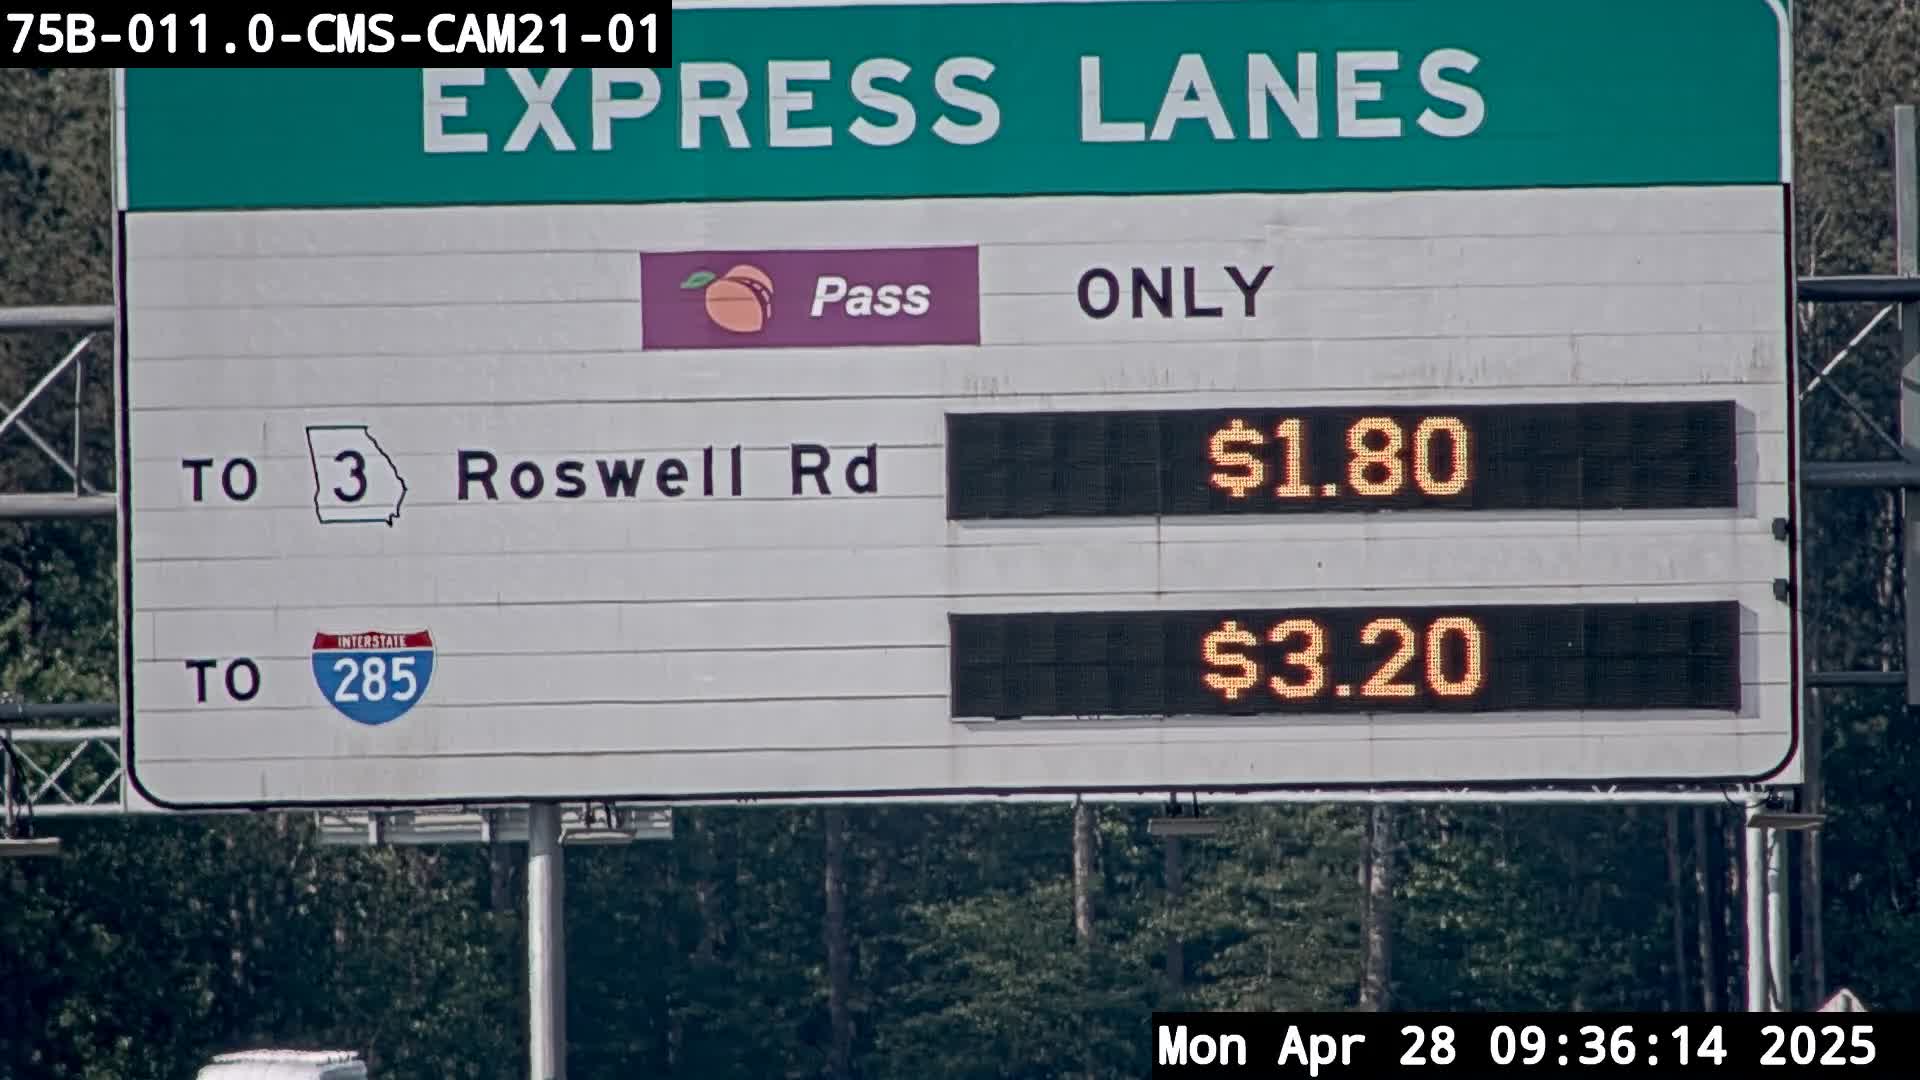 75B-011.0-CMS-CAM21-01
EXPRESS LANES
Pass ONLY
TO 3 Roswell Rd $1.80
INTERSTATE
TO 285 $3.20
Mon Apr 28 09:36:14 2025